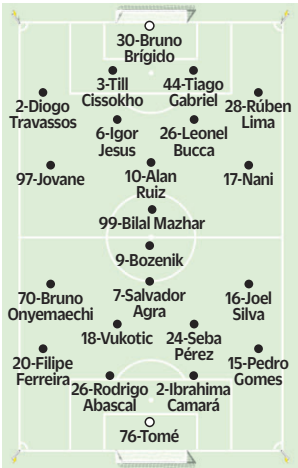 30-Bruno
Brígido
3-Till
Cissokho
44-Tiago
Gabriel
2-Diogo
Travassos
28-Rúben
Lima
6-Igor
Jesus
26-Leonel
Bucca
97-Jovane
10-Alan
Ruiz
17-Nani
99-Bilal Mazhar
9-Bozenik
70-Bruno
Onyemaechi
7-Salvador
Agra
16-Joel
Silva
18-Vukotic
24-Seba
Pérez
20-Filipe
Ferreira
15-Pedro
Gomes
26-Rodrigo
Abascal
2-Ibrahima
Camará
76-Tomé